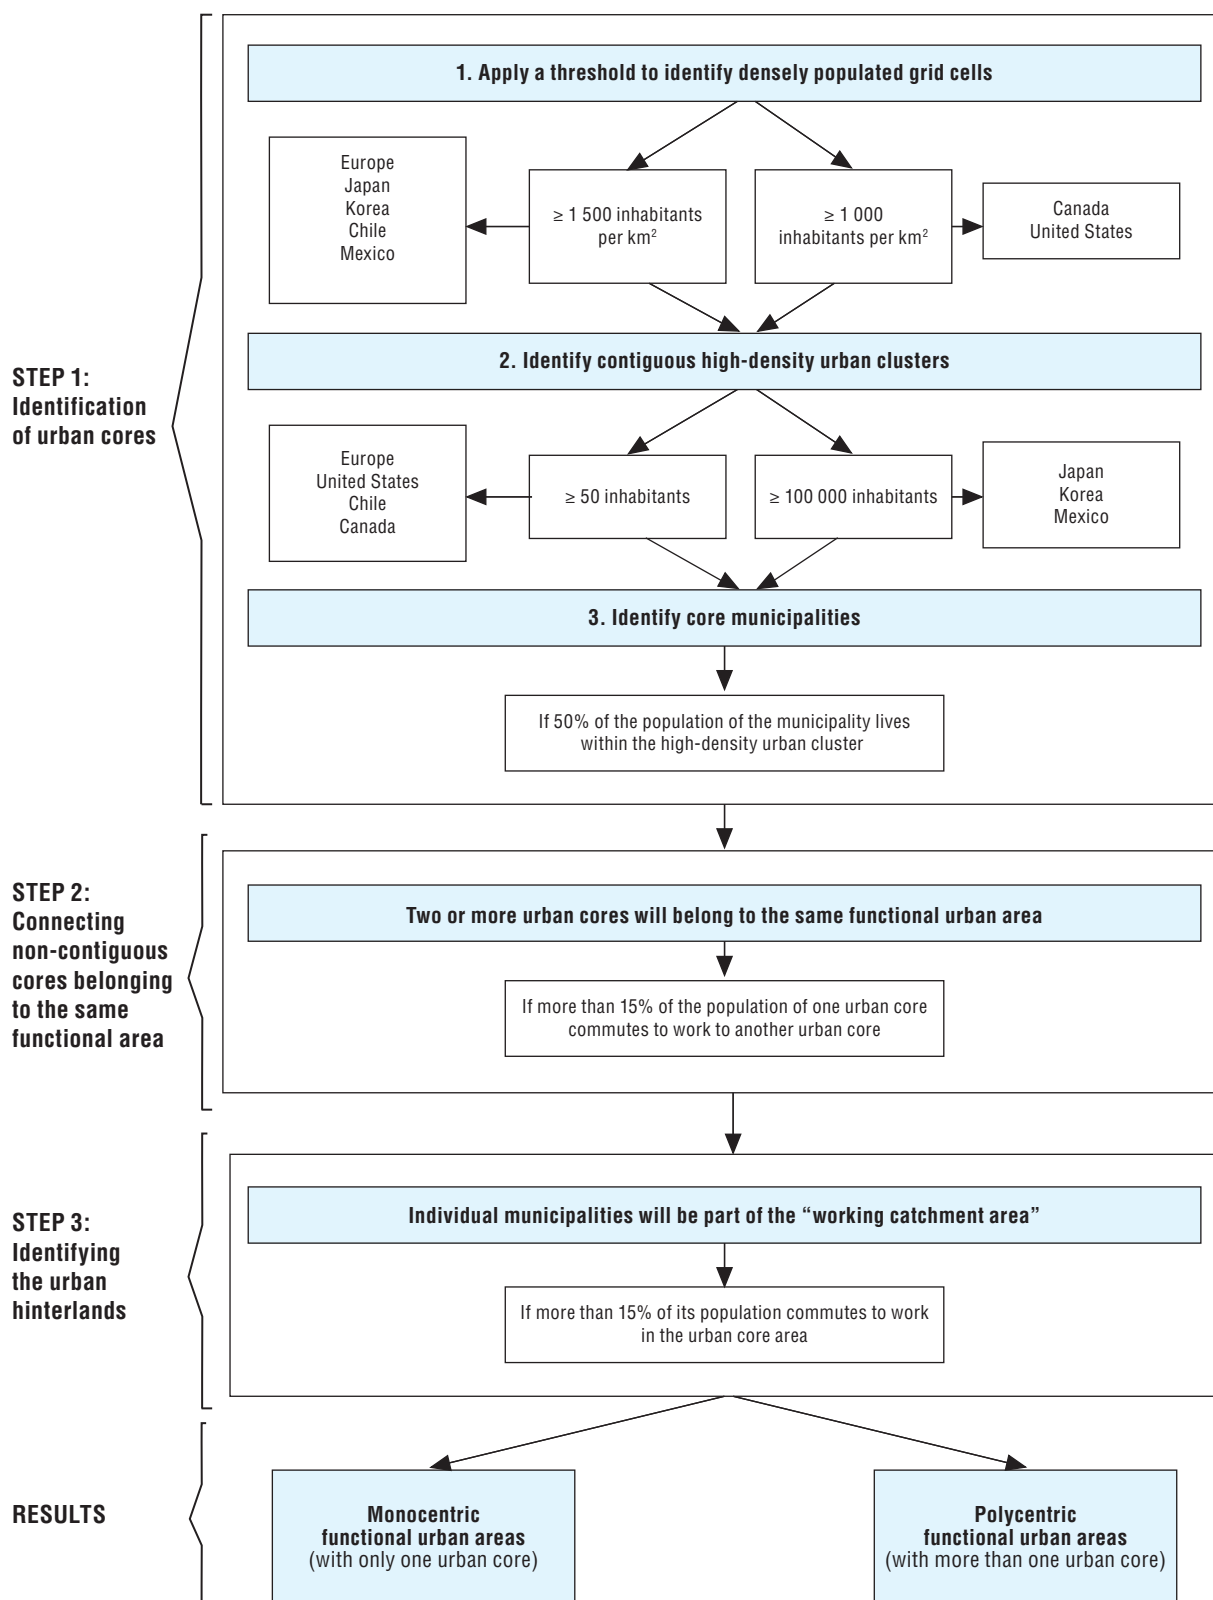 STEP 1:
Identification
of urban cores
1. Apply a threshold to identify densely populated grid cells
Europe
Japan
Korea
Chile
Mexico
≥ 1 500 inhabitants
per km²
≥ 1 000
inhabitants per km²
Canada
United States
2. Identify contiguous high-density urban clusters
Europe
United States
Chile
Canada
≥ 50 inhabitants
≥ 100 000 inhabitants
Japan
Korea
Mexico
3. Identify core municipalities
If 50% of the population of the municipality lives
within the high-density urban cluster
STEP 2:
Connecting
non-contiguous
cores belonging
to the same
functional area
Two or more urban cores will belong to the same functional urban area
If more than 15% of the population of one urban core
commutes to work to another urban core
STEP 3:
Identifying
the urban
hinterlands
Individual municipalities will be part of the “working catchment area”
If more than 15% of its population commutes to work
in the urban core area
RESULTS
Monocentric
functional urban areas
(with only one urban core)
Polycentric
functional urban areas
(with more than one urban core)